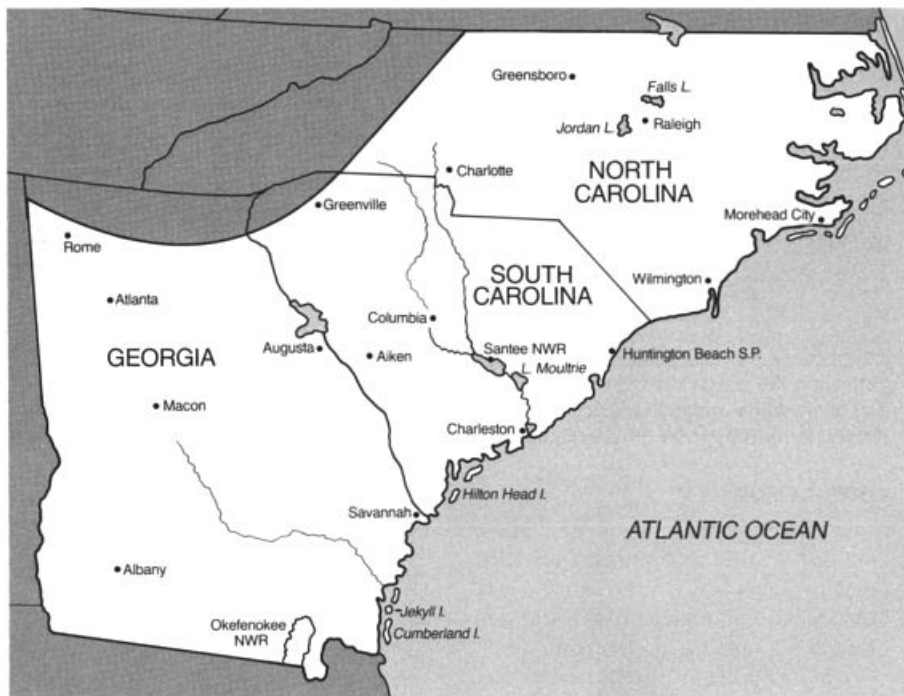 Greensboro
Falls L.
Jordan L.
Raleigh
Charlotte
NORTH
CAROLINA
Greenville
Morehead City
Rome
SOUTH
CAROLINA
Wilmington
Atlanta
Columbia
GEORGIA
Augusta
Aiken
Santee NWR
Huntington Beach S.P.
L. Moultrie
Macon
Charleston
Hilton Head I.
Savannah
ATLANTIC OCEAN
Albany
Jekyll I.
Okefenokee
NWR
Cumberland I.